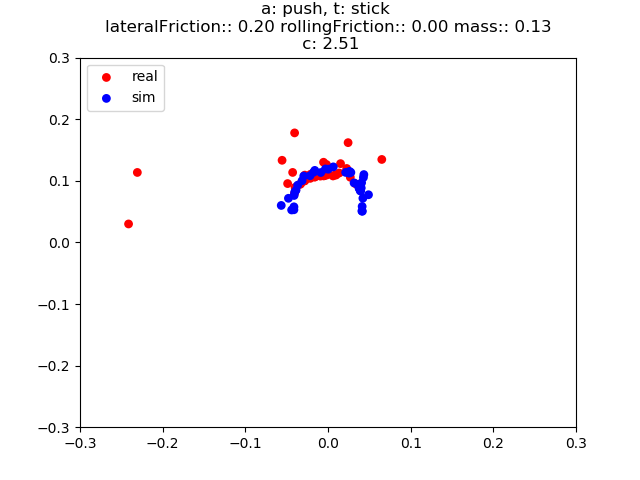 a: push, t: stick
lateralFriction:: 0.20 rollingFriction:: 0.00 mass:: 0.13
c: 2.51
real
sim
0.3
0.2
0.1
0.0
−0.1
−0.2
−0.3
−0.3
−0.2
−0.1
0.0
0.1
0.2
0.3